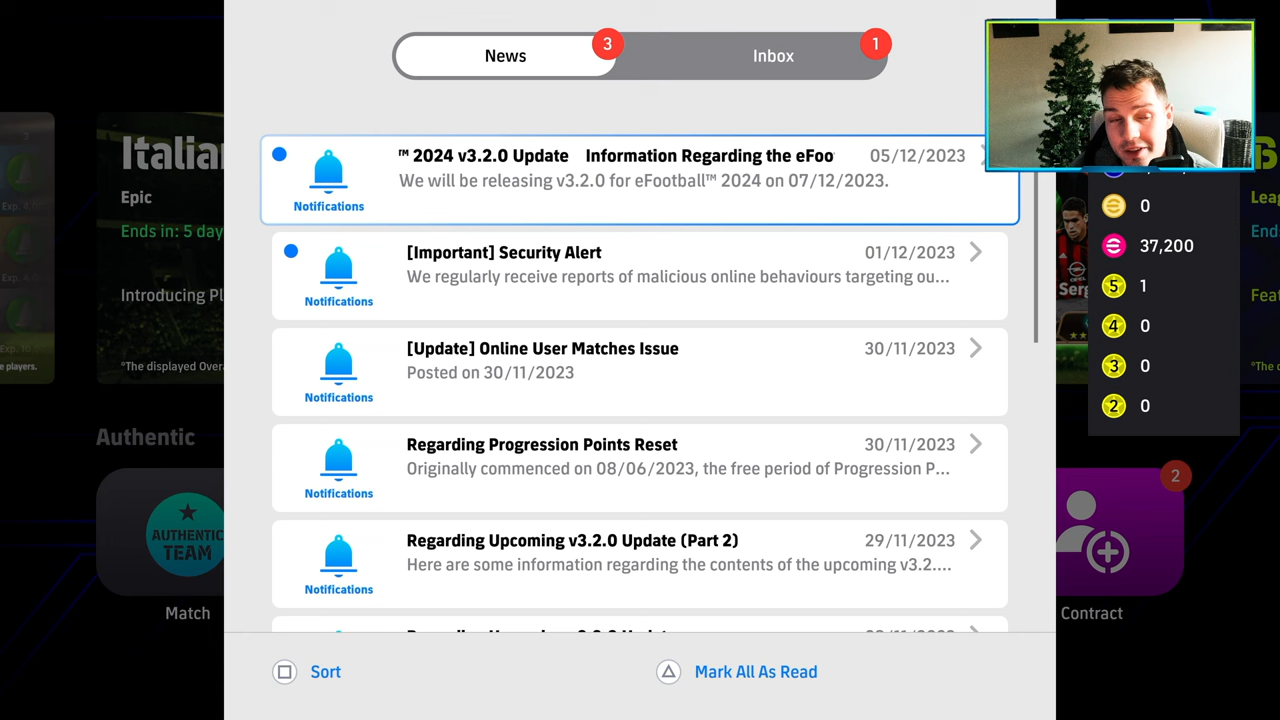 News
3
Inbox
1
™ 2024 v3.2.0 Update Information Regarding the eFoo
05/12/2023
We will be releasing v3.2.0 for eFootball™ 2024 on 07/12/2023.
Notifications
[Important] Security Alert
01/12/2023
We regularly receive reports of malicious online behaviours targeting ou...
Notifications
[Update] Online User Matches Issue
30/11/2023
Posted on 30/11/2023
Notifications
Regarding Progression Points Reset
30/11/2023
Originally commenced on 08/06/2023, the free period of Progression P...
Notifications
Regarding Upcoming v3.2.0 Update (Part 2)
29/11/2023
Here are some information regarding the contents of the upcoming v3.2....
Notifications
Sort
Mark All As Read
Italia
Epic
Ends in: 5 day
Introducing Pl
*The displayed Overa
e players.
Authentic
AUTHENTIC
TEAM
Match
0
37,200
5 1
4 0
3 0
2 0
Serg
Leag
End
Feat
*The d
2
Contract